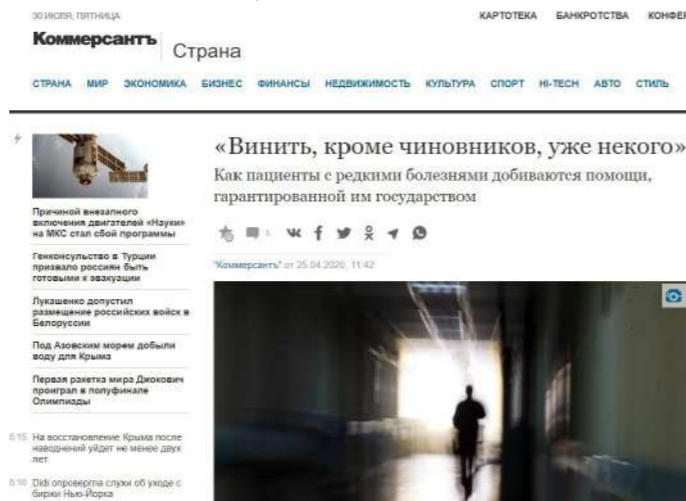 30 ИЮЛЯ, ПЯТНИЦА
КАРТОТЕКА БАНКРОТСТВА
Коммерсантъ Страна
СТРАНА МИР ЭКОНОМИКА БИЗНЕС ФИНАНСЫ НЕДВИЖИМОСТЬ КУЛЬТУРА СПОРТ HI-TECH АВТО СТИЛЬ
«Винить, кроме чиновников, уже некого»
Как пациенты с редкими болезнями добиваются помощи,
гарантированной им государством
"Коммерсантъ" от 25.04.2020, 11:42
Причиной внезапного
включения двигателей «Науки»
на МКС стал сбой программы
Генконсульство в Турции
призвало россиян быть
готовыми к эвакуации
Лукашенко допустил
размещение российских войск в
Белоруссии
Под Азовским морем добыли
воду для Крыма
Первая ракетка мира Джокович
проиграл в полуфинале
Олимпиады
На восстановление Крыма после
наводнений уйдет не менее двух
лет
Didi опровергла слухи об уходе с
биржи Нью-Йорка